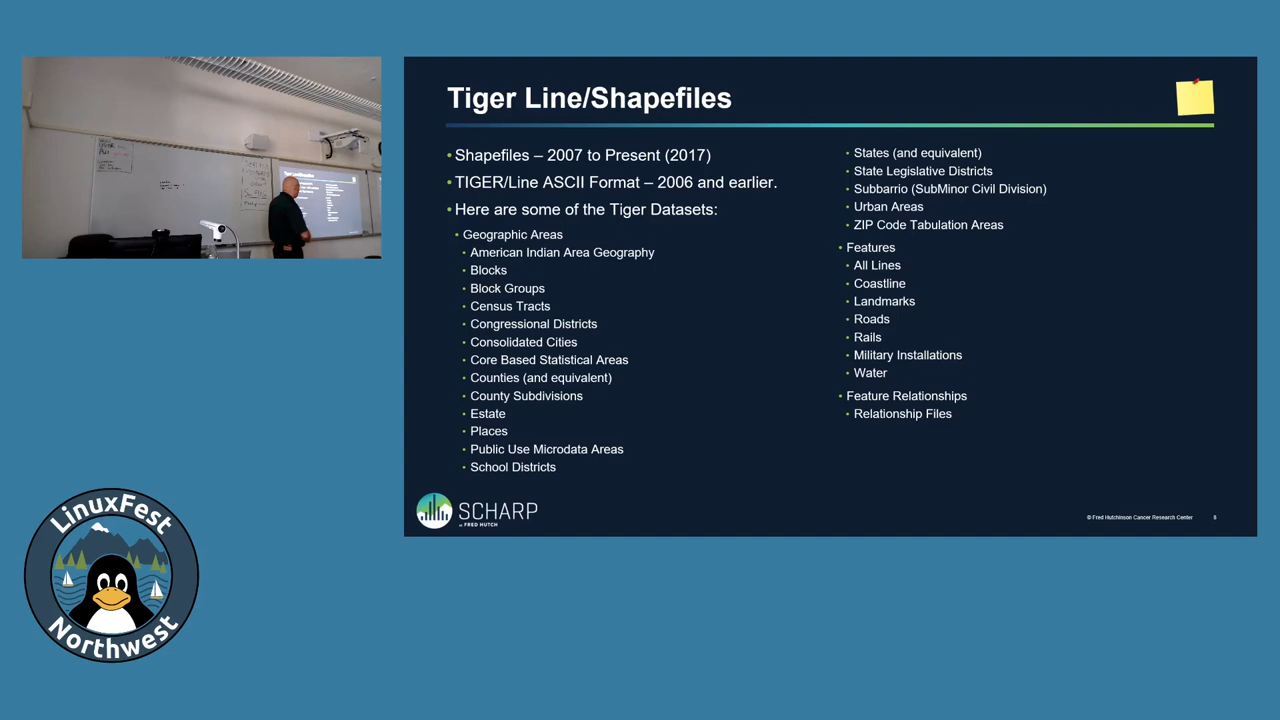 Tiger Line/Shapefiles
• Shapefiles – 2007 to Present (2017)
• TIGER/Line ASCII Format – 2006 and earlier.
• Here are some of the Tiger Datasets:
• Geographic Areas
• American Indian Area Geography
• Blocks
• Block Groups
• Census Tracts
• Congressional Districts
• Consolidated Cities
• Core Based Statistical Areas
• Counties (and equivalent)
• County Subdivisions
• Estate
• Places
• Public Use Microdata Areas
• School Districts
• States (and equivalent)
• State Legislative Districts
• Subbarrio (SubMinor Civil Division)
• Urban Areas
• ZIP Code Tabulation Areas
• Features
• All Lines
• Coastline
• Landmarks
• Roads
• Rails
• Military Installations
• Water
• Feature Relationships
• Relationship Files
SCHARP
at FRED HUTCH
© Fred Hutchinson Cancer Research Center
6
LinuxFest
Northwest